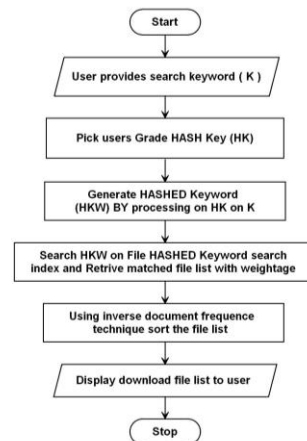 Start
User provides search keyword ( K )
Pick users Grade HASH Key (HK)
Generate HASHED Keyword
(HKW) BY processing on HK on K
Search HKW on File HASHED Keyword search
index and Retrive matched file list with weightage
Using inverse document frequence
technique sort the file list
Display download file list to user
Stop